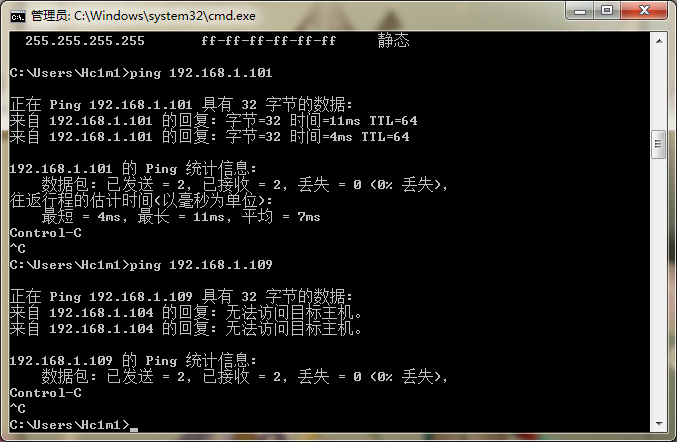 管理员: C:\Windows\system32\cmd.exe
255.255.255.255 ff-ff-ff-ff-ff-ff 静态
C:\Users\Hc1m1>ping 192.168.1.101
正在 Ping 192.168.1.101 具有 32 字节的数据:
来自 192.168.1.101 的回复: 字节=32 时间=11ms TTL=64
来自 192.168.1.101 的回复: 字节=32 时间=4ms TTL=64
192.168.1.101 的 Ping 统计信息:
数据包: 已发送 = 2，已接收 = 2，丢失 = 0 (0% 丢失)，
往返行程的估计时间(以毫秒为单位):
最短 = 4ms，最长 = 11ms，平均 = 7ms
Control-C
^C
C:\Users\Hc1m1>ping 192.168.1.109
正在 Ping 192.168.1.109 具有 32 字节的数据:
来自 192.168.1.104 的回复: 无法访问目标主机。
来自 192.168.1.104 的回复: 无法访问目标主机。
192.168.1.109 的 Ping 统计信息:
数据包: 已发送 = 2，已接收 = 2，丢失 = 0 (0% 丢失)，
Control-C
^C
C:\Users\Hc1m1>